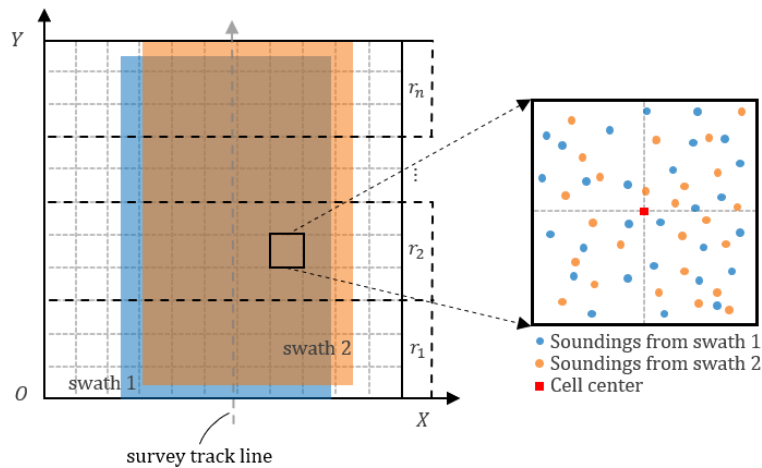 Y
r_n
⋮
r_2
r_1
swath 2
swath 1
O
X
survey track line
Soundings from swath 1
Soundings from swath 2
Cell center